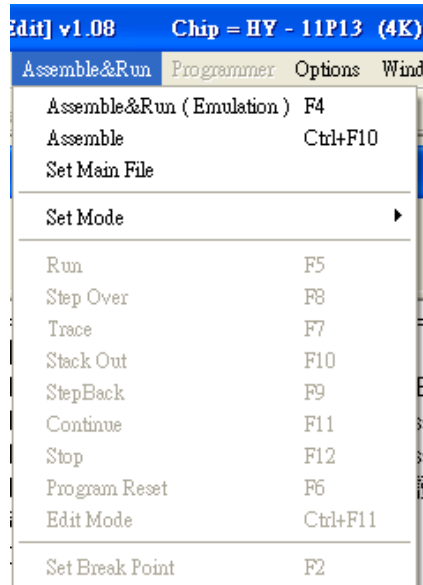 Edit] v1.08 Chip = HY - 11P13 (4K)
Assemble&Run Programmer Options Wind
Assemble&Run ( Emulation ) F4
Assemble Ctrl+F10
Set Main File
Set Mode
Run F5
Step Over F8
Trace F7
Stack Out F10
StepBack F9
Continue F11
Stop F12
Program Reset F6
Edit Mode Ctrl+F11
Set Break Point F2